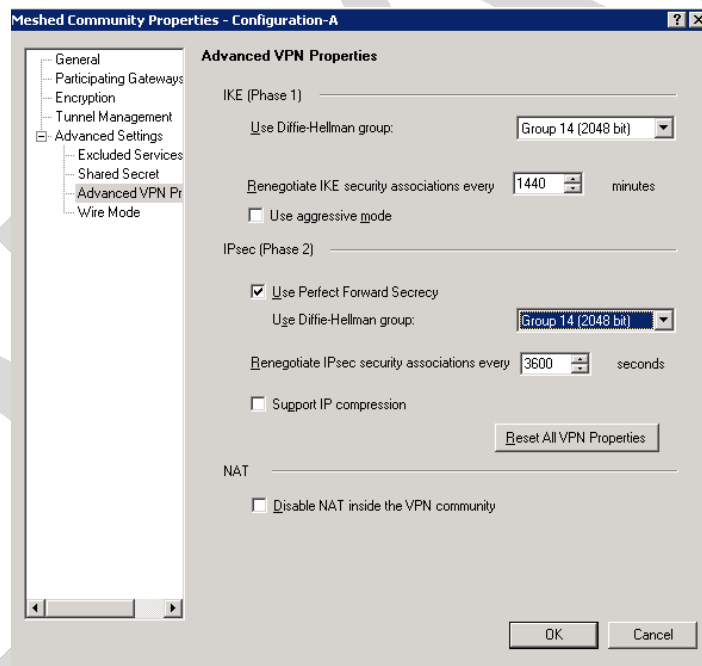 Meshed Community Properties - Configuration-A
General
Participating Gateways
Encryption
Tunnel Management
Advanced Settings
Excluded Services
Shared Secret
Advanced VPN Pr
Wire Mode
Advanced VPN Properties
IKE (Phase 1)
Use Diffie-Hellman group: Group 14 (2048 bit)
Renegotiate IKE security associations every 1440 minutes
Use aggressive mode
IPsec (Phase 2)
Use Perfect Forward Secrecy
Use Diffie-Hellman group: Group 14 (2048 bit)
Renegotiate IPsec security associations every 3600 seconds
Support IP compression
Reset All VPN Properties
NAT
Disable NAT inside the VPN community
OK Cancel